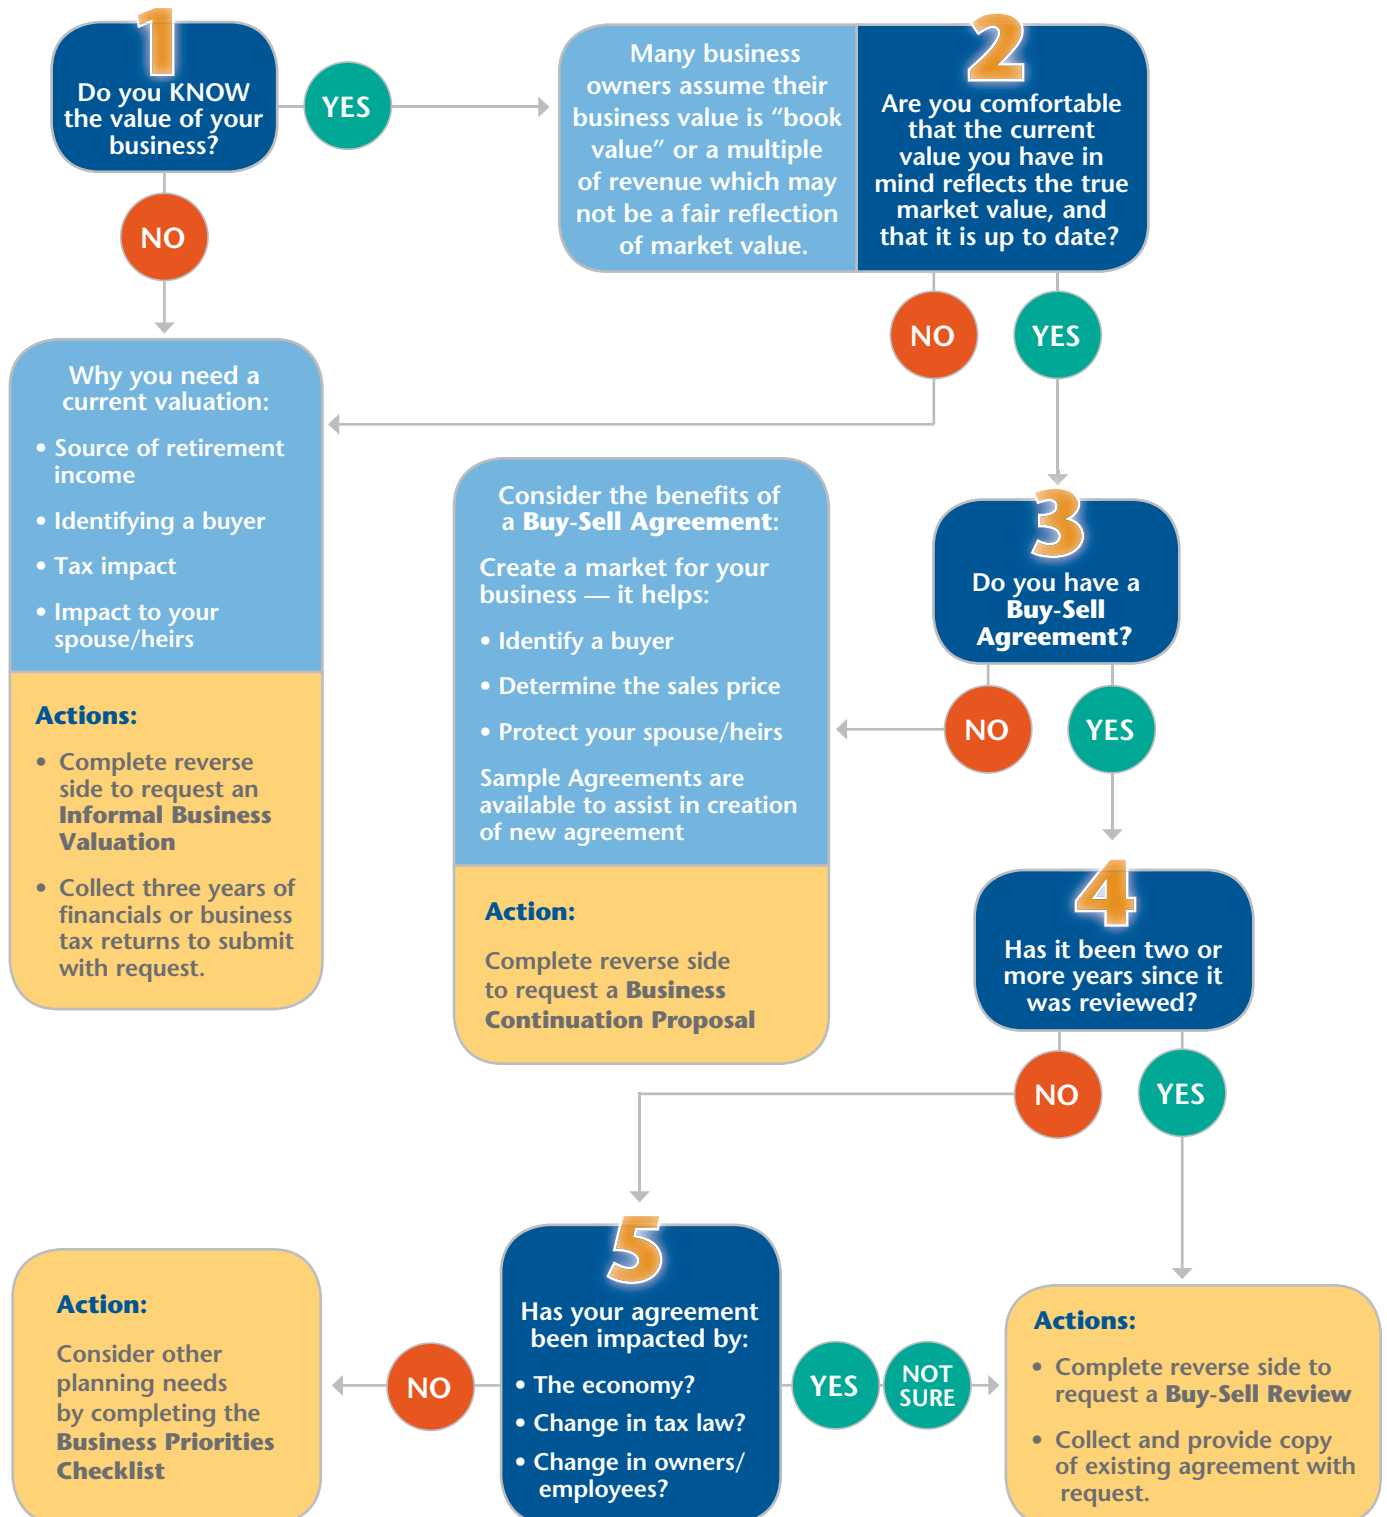 1
Do you KNOW
the value of your
business?
YES
NO
Many business
owners assume their
business value is “book
value” or a multiple
of revenue which may
not be a fair reflection
of market value.
2
Are you comfortable
that the current
value you have in
mind reflects the true
market value, and
that it is up to date?
NO
YES
Why you need a
current valuation:
• Source of retirement
income
• Identifying a buyer
• Tax impact
• Impact to your
spouse/heirs
Actions:
• Complete reverse
side to request an
Informal Business
Valuation
• Collect three years of
financials or business
tax returns to submit
with request.
Consider the benefits of
a Buy-Sell Agreement:
Create a market for your
business — it helps:
• Identify a buyer
• Determine the sales price
• Protect your spouse/heirs
Sample Agreements are
available to assist in creation
of new agreement
Action:
Complete reverse side
to request a Business
Continuation Proposal
3
Do you have a
Buy-Sell
Agreement?
NO
YES
4
Has it been two or
more years since it
was reviewed?
NO
YES
5
Has your agreement
been impacted by:
• The economy?
• Change in tax law?
• Change in owners/
employees?
NO
YES
NOT
SURE
Action:
Consider other
planning needs
by completing the
Business Priorities
Checklist
Actions:
• Complete reverse side to
request a Buy-Sell Review
• Collect and provide copy
of existing agreement with
request.